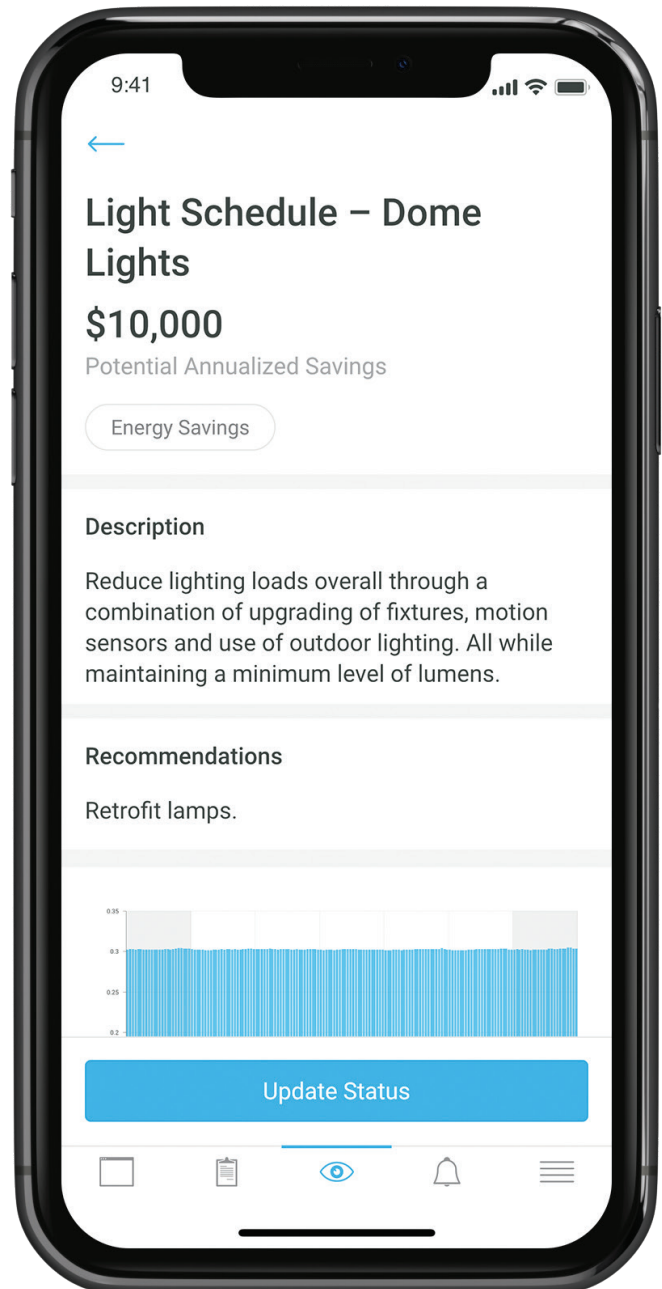 9:41
Light Schedule – Dome
Lights
$10,000
Potential Annualized Savings
Energy Savings
Description
Reduce lighting loads overall through a
combination of upgrading of fixtures, motion
sensors and use of outdoor lighting. All while
maintaining a minimum level of lumens.
Recommendations
Retrofit lamps.
0.35
0.3
0.25
0.2
Update Status